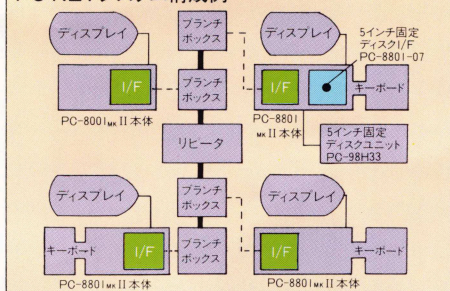 ディスプレイ
I/F
PC-8001MKII本体
ブランチ
ボックス
ブランチ
ボックス
リピータ
ブランチ
ボックス
ブランチ
ボックス
ディスプレイ
I/F
キーボード
5インチ固定
ディスクI/F
PC-8801-07
PC-8801
MKII本体
5インチ固定
ディスクユニット
PC-98H33
ディスプレイ
キーボード
I/F
PC-8801MKII本体
ディスプレイ
I/F
キーボード
PC-8801MKII本体